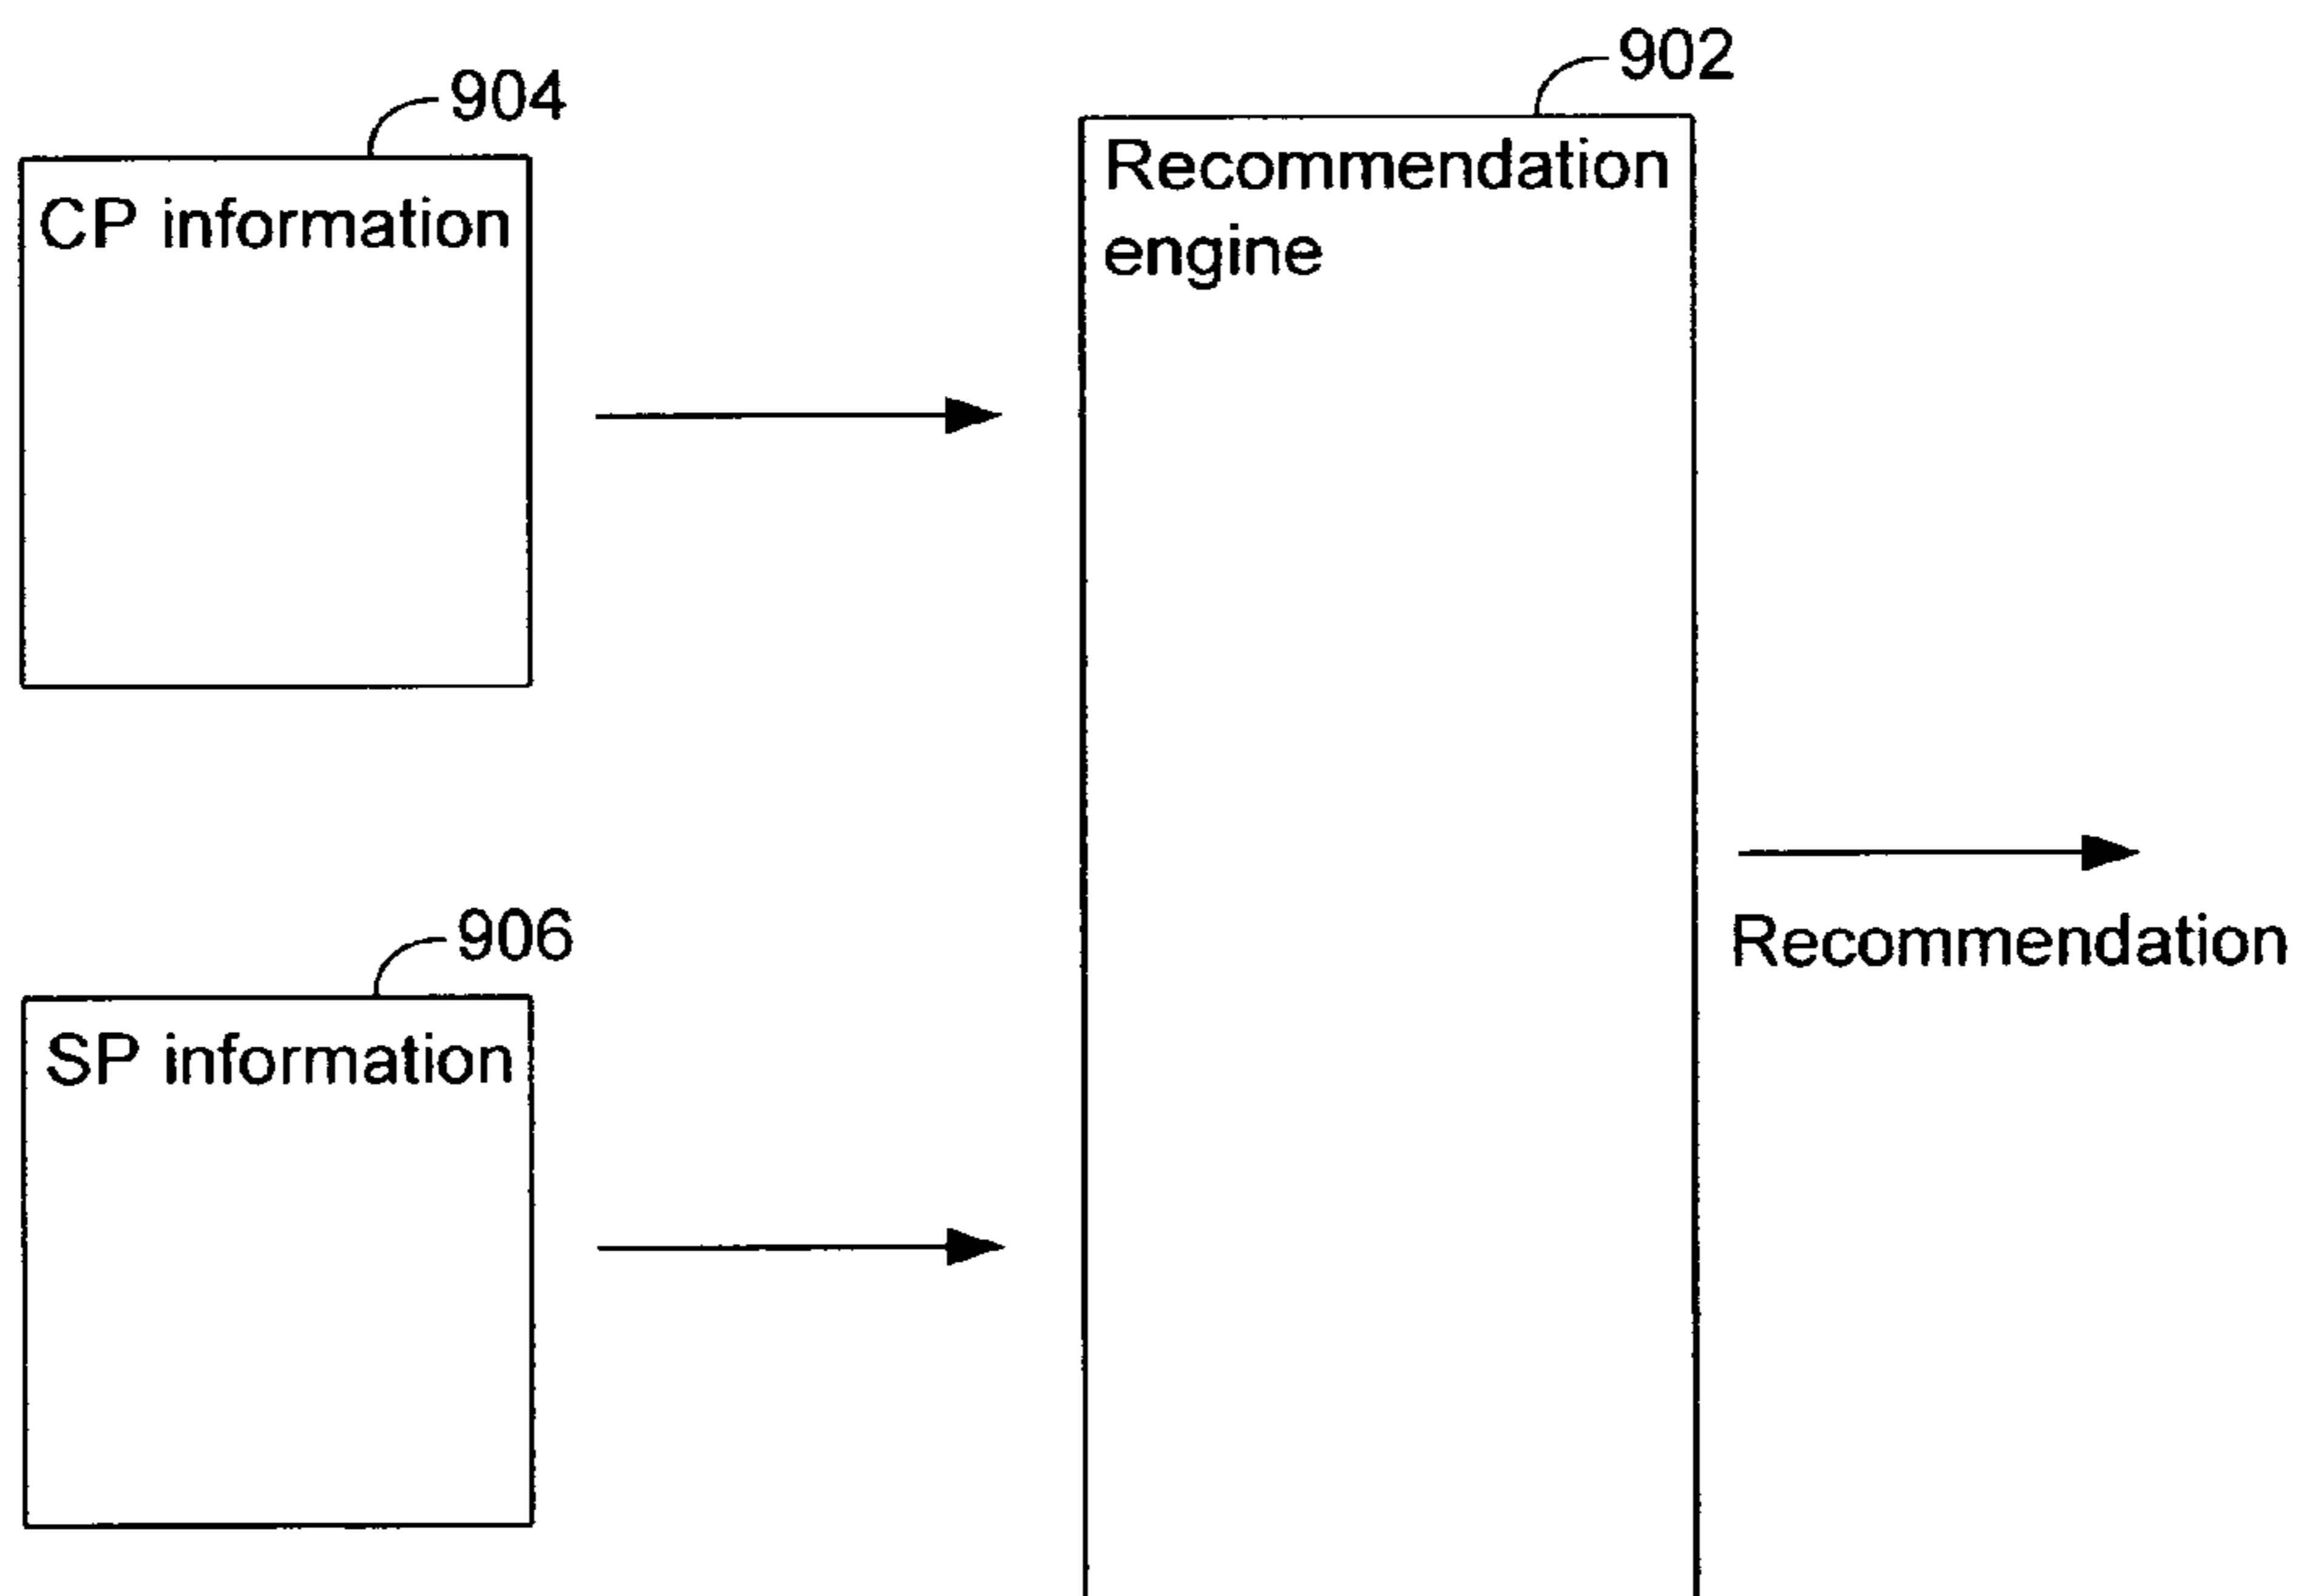 904
CP information
902
Recommendation
engine
906
SP information
Recommendation